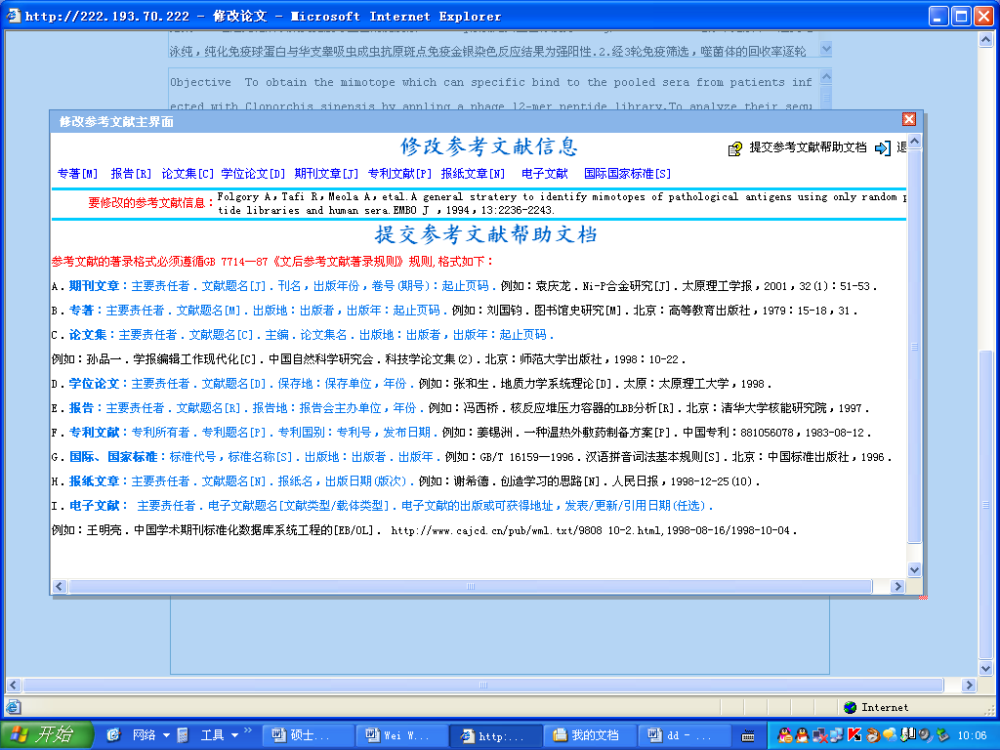 http://222.193.70.222 - 修改论文 - Microsoft Internet Explorer
泳纯，纯化免疫球蛋白与华支睾吸虫成虫抗原斑点免疫金银染色反应结果为强阳性.2.经3轮免疫筛选，噬菌体的回收率逐轮
Objective  To obtain the mimotope which can specific bind to the pooled sera from patients inf
ected with Clonorchis sinensis by appling a phage 12-mer peptide library.To analyze their sequ
修改参考文献主界面
修改参考文献信息
提交参考文献帮助文档
退
专著[M] 报告[R] 论文集[C] 学位论文[D] 期刊文章[J] 专利文献[P] 报纸文章[N] 电子文献 国际国家标准[S]
要修改的参考文献信息：
Folgory A，Tafi R，Meola A，etal.A general stratery to identify mimotopes of pathological antigens using only random p
tide libraries and human sera.EMBO J ，1994，13:2236-2243.
提交参考文献帮助文档
参考文献的著录格式必须遵循GB 7714—87《文后参考文献著录规则》规则,格式如下：
A．期刊文章：主要责任者．文献题名[J]．刊名，出版年份，卷号(期号)：起止页码．例如：袁庆龙．Ni-P合金研究[J]．太原理工学报，2001，32(1)：51-53．
B．专著：主要责任者．文献题名[M]．出版地：出版者，出版年：起止页码．例如：刘国钧．图书馆史研究[M]．北京：高等教育出版社，1979：15-18，31．
C．论文集：主要责任者．文献题名[C]．主编．论文集名．出版地：出版者，出版年：起止页码．
例如：孙品一．学报编辑工作现代化[C]．中国自然科学研究会．科技学论文集(2)．北京：师范大学出版社，1998：10-22．
D．学位论文：主要责任者．文献题名[D]．保存地：保存单位，年份．例如：张和生．地质力学系统理论[D]．太原：太原理工大学，1998．
E．报告：主要责任者．文献题名[R]．报告地：报告会主办单位，年份．例如：冯西桥．核反应堆压力容器的LBB分析[R]．北京：清华大学核能研究院，1997．
F．专利文献：专利所有者．专利题名[P]．专利国别：专利号，发布日期．例如：姜锡洲．一种温热外敷药制备方案[P]．中国专利：881056078，1983-08-12．
G．国际、国家标准：标准代号，标准名称[S]．出版地：出版者．出版年．例如：GB/T 16159—1996．汉语拼音词法基本规则[S]．北京：中国标准出版社，1996．
H．报纸文章：主要责任者．文献题名[N]．报纸名，出版日期(版次)．例如：谢希德．创造学习的思路[N]．人民日报，1998-12-25(10)．
I．电子文献： 主要责任者．电子文献题名[文献类型/载体类型]．电子文献的出版或可获得地址，发表/更新/引用日期(任选)．
例如：王明亮．中国学术期刊标准化数据库系统工程的[EB/OL]． http://www.cajcd.cn/pub/wml.txt/9808 10-2.html,1998-08-16/1998-10-04．
Internet
开始 网络 工具 硕士... Wei W... http:... 我的文档 dd - ... 10:06